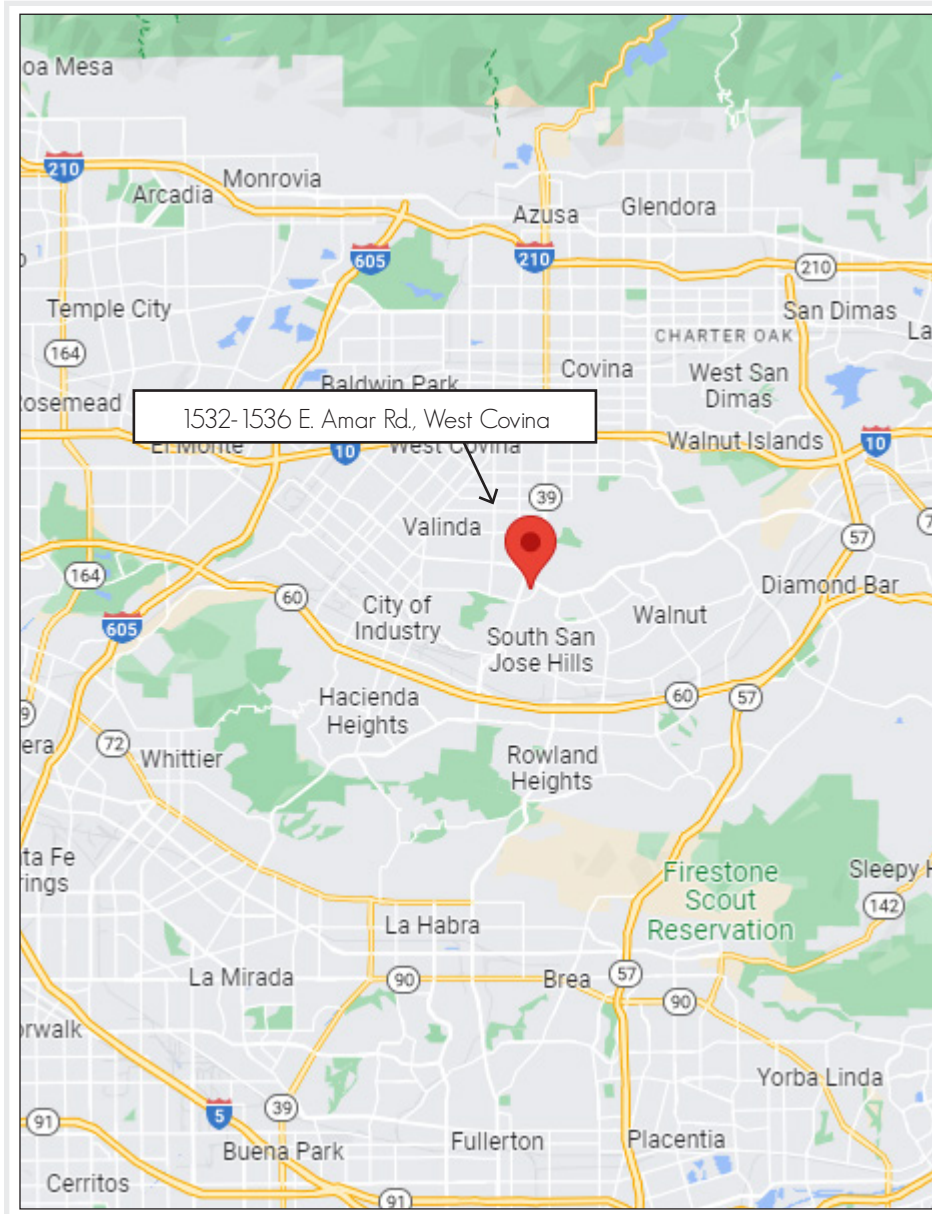 oa Mesa
210
Arcadia
Monrovia
Azusa
Glendora
605
210
210
Temple City
San Dimas
La
CHARTER OAK
164
Covina
West San
Dimas
Baldwin Park
osemead
1532-1536 E. Amar Rd., West Covina
El Monte
10
West Covina
Walnut Islands
10
39
Valinda
57
7
164
60
City of
Industry
Walnut
Diamond Bar
605
South San
Jose Hills
60
57
Hacienda
Heights
9
era
72
Whittier
Rowland
Heights
ta Fe
rings
Firestone
Scout
Reservation
Sleepy H
142
La Habra
La Mirada
90
Brea
57
90
orwalk
Yorba Linda
5
39
91
Buena Park
Fullerton
Placentia
Cerritos
91